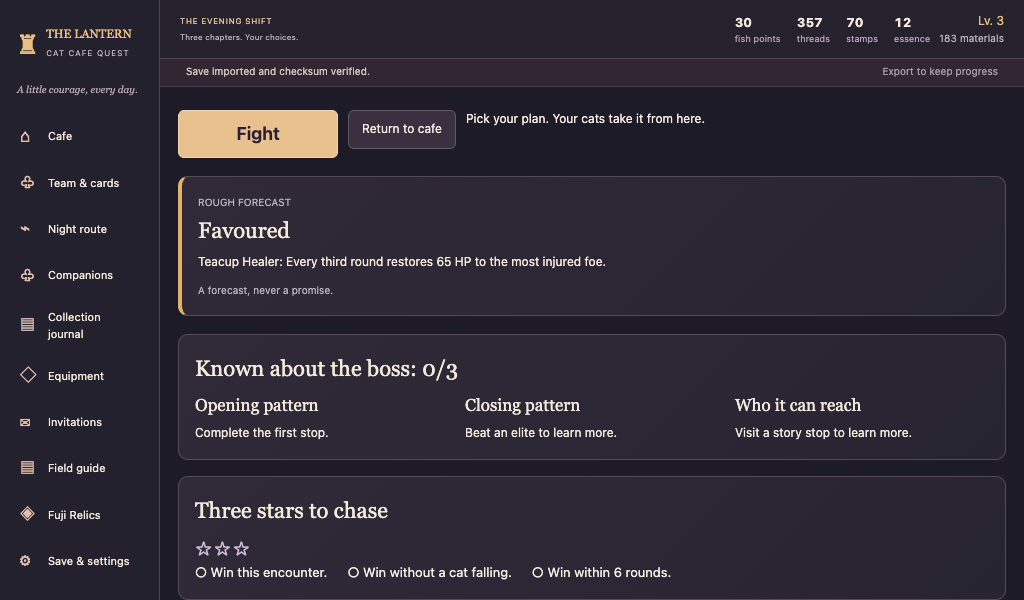 THE LANTERN
CAT CAFE QUEST
A little courage, every day.
Cafe
Team & cards
Night route
Companions
Collection
journal
Equipment
Invitations
Field guide
Fuji Relics
Save & settings
THE EVENING SHIFT
Three chapters. Your choices.
30
fish points
357
threads
70
stamps
12
essence
Lv. 3
183 materials
Save imported and checksum verified.
Export to keep progress
Fight
Return to cafe
Pick your plan. Your cats take it from here.
ROUGH FORECAST
Favoured
Teacup Healer: Every third round restores 65 HP to the most injured foe.
A forecast, never a promise.
Known about the boss: 0/3
Opening pattern
Complete the first stop.
Closing pattern
Beat an elite to learn more.
Who it can reach
Visit a story stop to learn more.
Three stars to chase
☆☆☆
○ Win this encounter.
○ Win without a cat falling.
○ Win within 6 rounds.